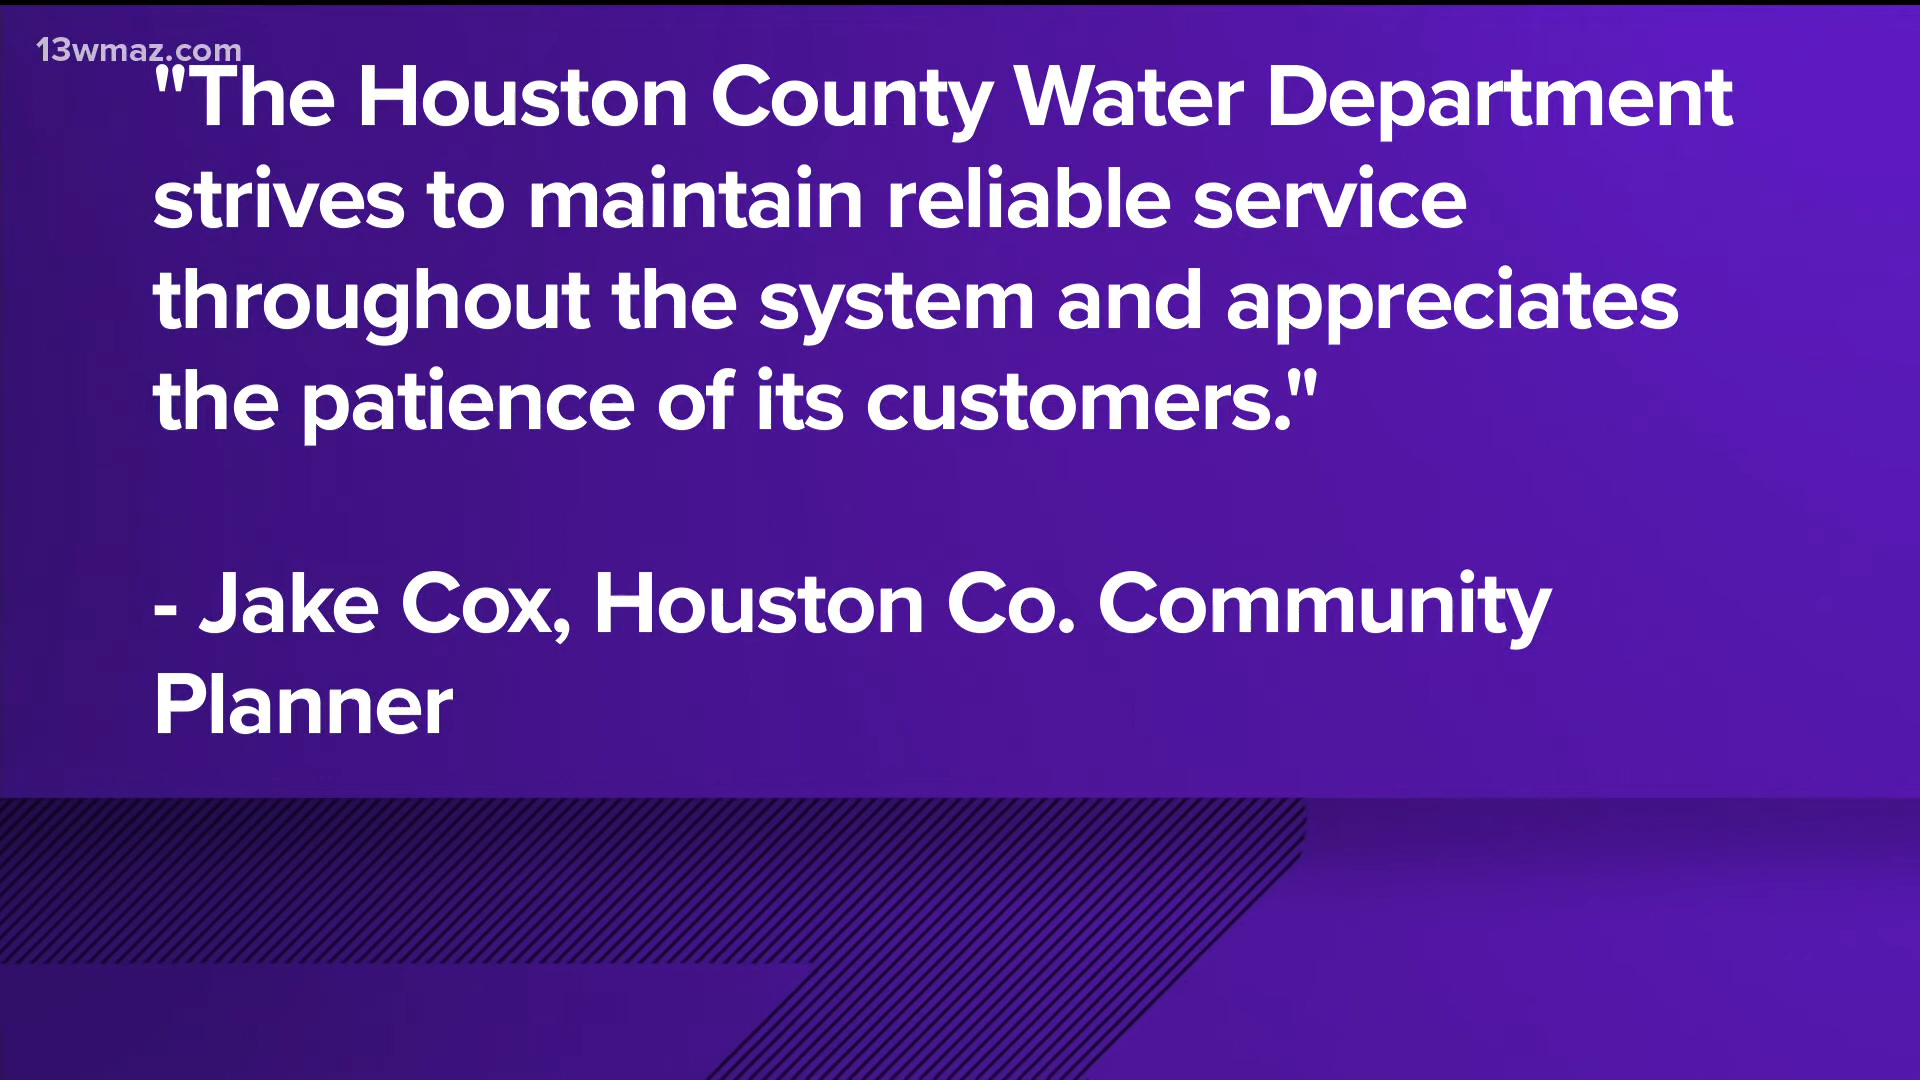 13wmaz.com
"The Houston County Water Department
strives to maintain reliable service
throughout the system and appreciates
the patience of its customers."
- Jake Cox, Houston Co. Community
Planner